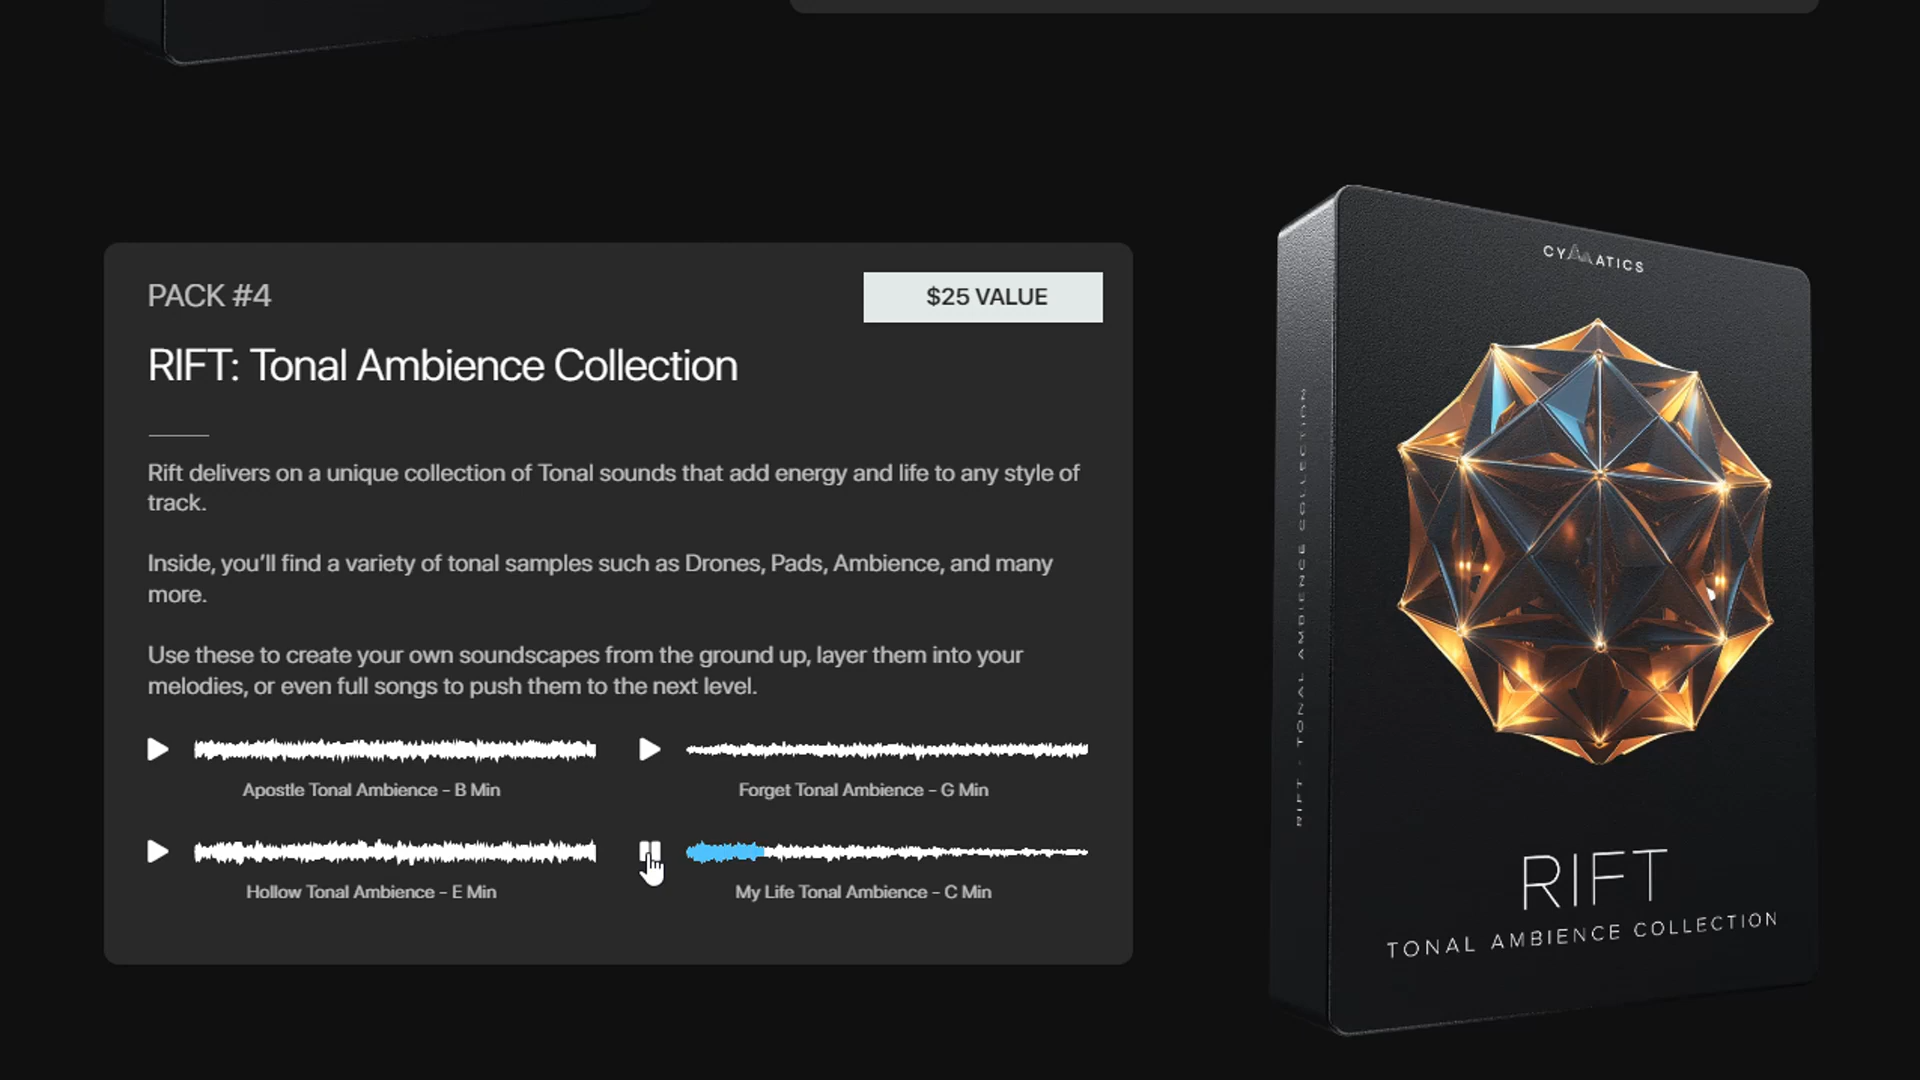 PACK #4
$25 VALUE
RIFT: Tonal Ambience Collection
Rift delivers on a unique collection of Tonal sounds that add energy and life to any style of
track.
Inside, you’ll find a variety of tonal samples such as Drones, Pads, Ambience, and many
more.
Use these to create your own soundscapes from the ground up, layer them into your
melodies, or even full songs to push them to the next level.
Apostle Tonal Ambience - B Min
Forget Tonal Ambience - G Min
Hollow Tonal Ambience - E Min
My Life Tonal Ambience - C Min
CYMATICS
RIFT - TONAL AMBIENCE COLLECTION
RIFT
TONAL AMBIENCE COLLECTION